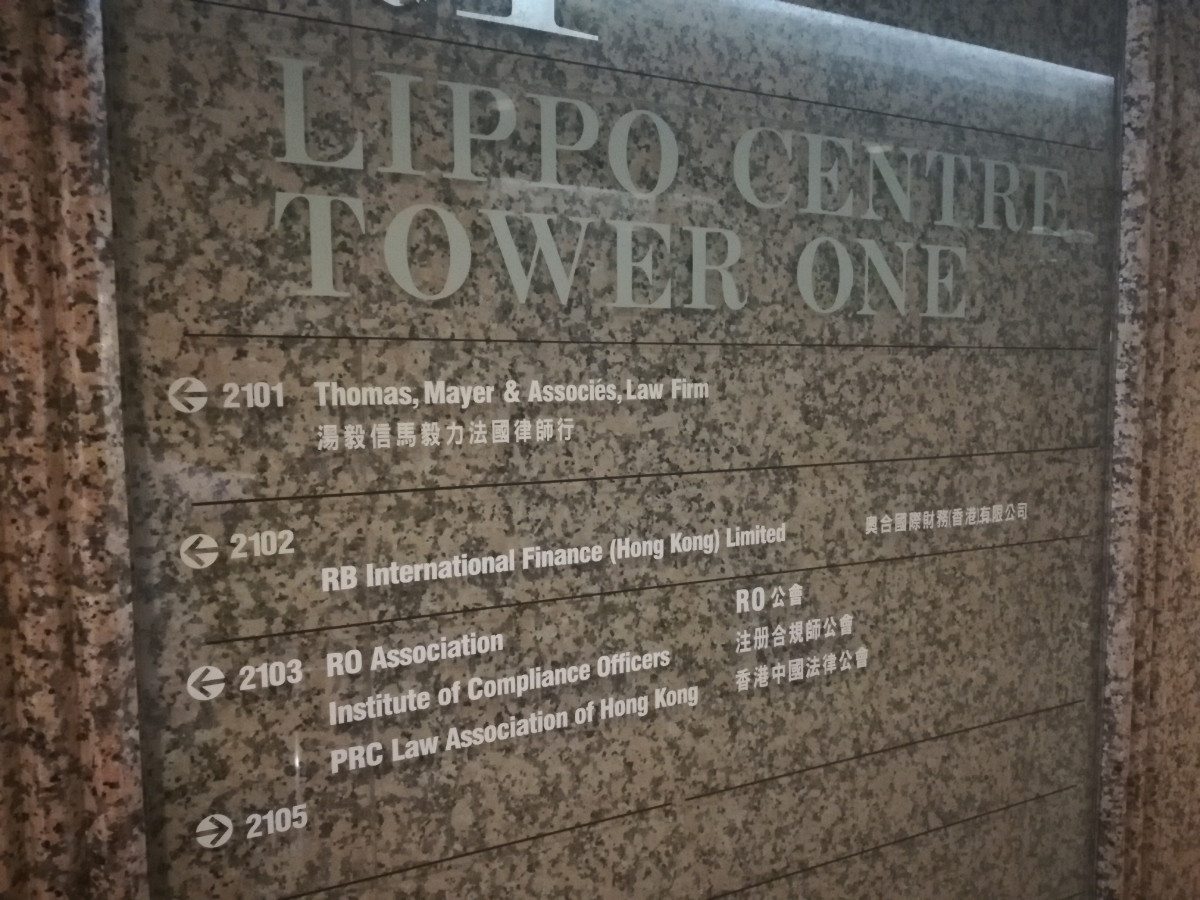 LIPPO CENTRE
TOWER ONE
2101 Thomas, Mayer & Associés, Law Firm
湯毅信馬毅力法國律師行
2102 RB International Finance (Hong Kong) Limited 奧合國際財務(香港)有限公司
2103 RO Association RO公會
Institute of Compliance Officers 注册合規師公會
PRC Law Association of Hong Kong 香港中國法律公會
2105